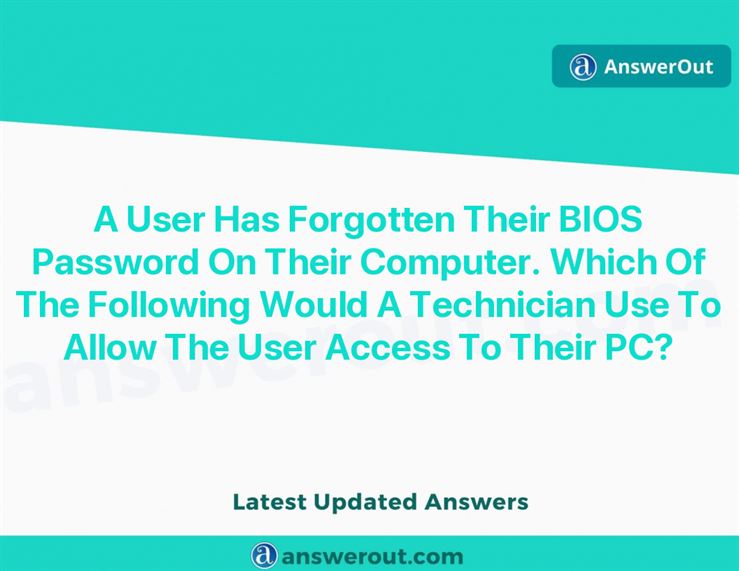 AnswerOut
A User Has Forgotten Their BIOS
Password On Their Computer. Which Of
The Following Would A Technician Use To
Allow The User Access To Their PC?
answerout.com
Latest Updated Answers
answerout.com